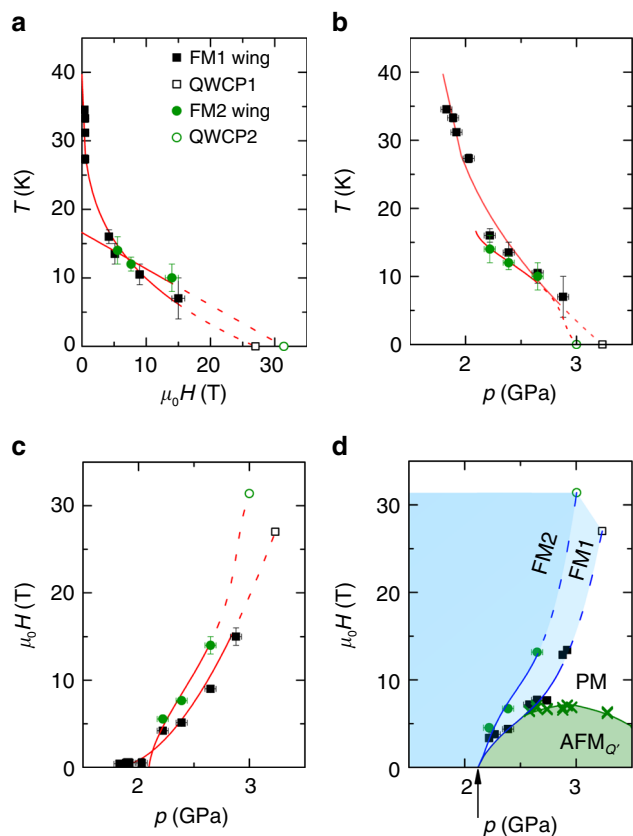 a
T (K)
40
30
20
10
0
FM1 wing
QWCP1
FM2 wing
QWCP2
0 10 20 30
μ₀H (T)
b
T (K)
40
30
20
10
0
2 3
p (GPa)
c
μ₀H (T)
30
20
10
0
2 3
p (GPa)
d
μ₀H (T)
30
20
10
0
FM2
FM1
PM
AFM_Q'
2 3
p (GPa)